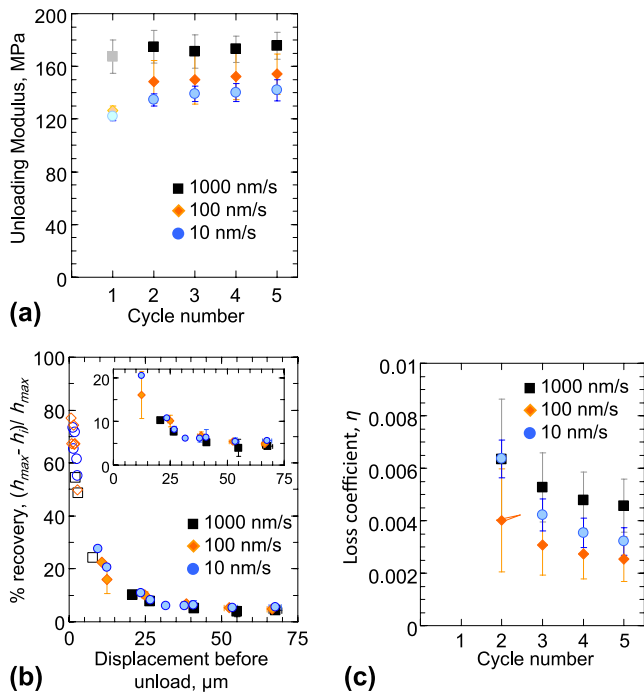 200
160
120
80
40
0
Unloading Modulus, MPa
1000 nm/s
100 nm/s
10 nm/s
1 2 3 4 5
Cycle number
(a)
100
80
60
40
20
0
% recovery, (hmax- hf)/ hmax
20
10
0
0 25 50 75
1000 nm/s
100 nm/s
10 nm/s
0 25 50 75
Displacement before
unload, μm
(b)
0.01
0.008
0.006
0.004
0.002
0
Loss coefficient, η
1000 nm/s
100 nm/s
10 nm/s
1 2 3 4 5
Cycle number
(c)